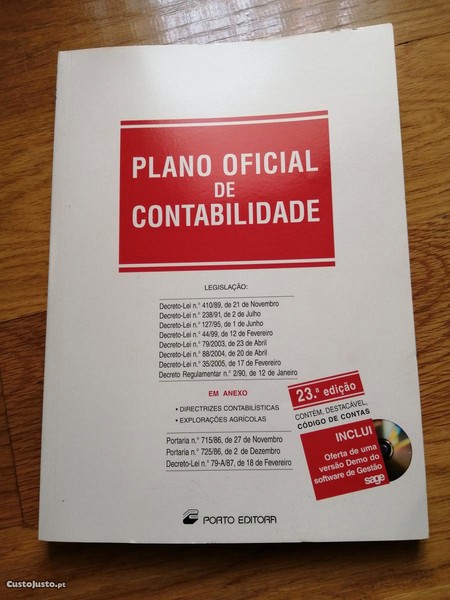 PLANO OFICIAL
DE
CONTABILIDADE
LEGISLAÇÃO:
Decreto-Lei n.° 410/89, de 21 de Novembro
Decreto-Lei n.° 238/91, de 2 de Julho
Decreto-Lei n.° 127/95, de 1 de Junho
Decreto-Lei n.° 44/99, de 12 de Fevereiro
Decreto-Lei n.° 79/2003, de 23 de Abril
Decreto-Lei n.° 88/2004, de 20 de Abril
Decreto-Lei n.° 35/2005, de 17 de Fevereiro
Decreto Regulamentar n.° 2/90, de 12 de Janeiro
EM ANEXO
• DIRECTRIZES CONTABILÍSTICAS
• EXPLORAÇÕES AGRÍCOLAS
Portaria n.° 715/86, de 27 de Novembro
Portaria n.° 725/86, de 2 de Dezembro
Decreto-Lei n.° 79-A/87, de 18 de Fevereiro
23.ª edição
CONTÉM, DESTACÁVEL,
CÓDIGO DE CONTAS
INCLUI
Oferta de uma
versão Demo do
software de Gestão
sage
PORTO EDITORA
CustoJusto.pt